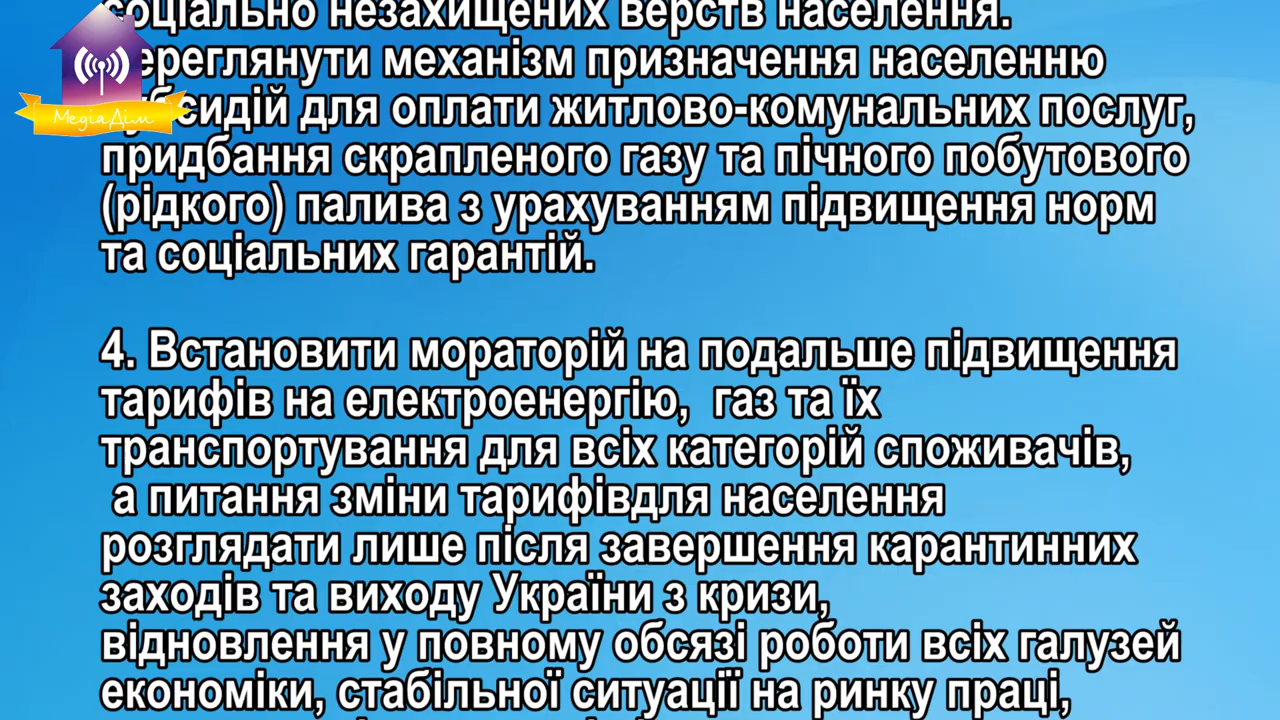 соціально незахищених верств населення.
Переглянути механізм призначення населенню
субсидій для оплати житлово-комунальних послуг,
придбання скрапленого газу та пічного побутового
(рідкого) палива з урахуванням підвищення норм
та соціальних гарантій.
4. Встановити мораторій на подальше підвищення
тарифів на електроенергію,  газ та їх
транспортування для всіх категорій споживачів,
а питання зміни тарифівдля населення
розглядати лише після завершення карантинних
заходів та виходу України з кризи,
відновлення у повному обсязі роботи всіх галузей
економіки, стабільної ситуації на ринку праці,
МедіаДім